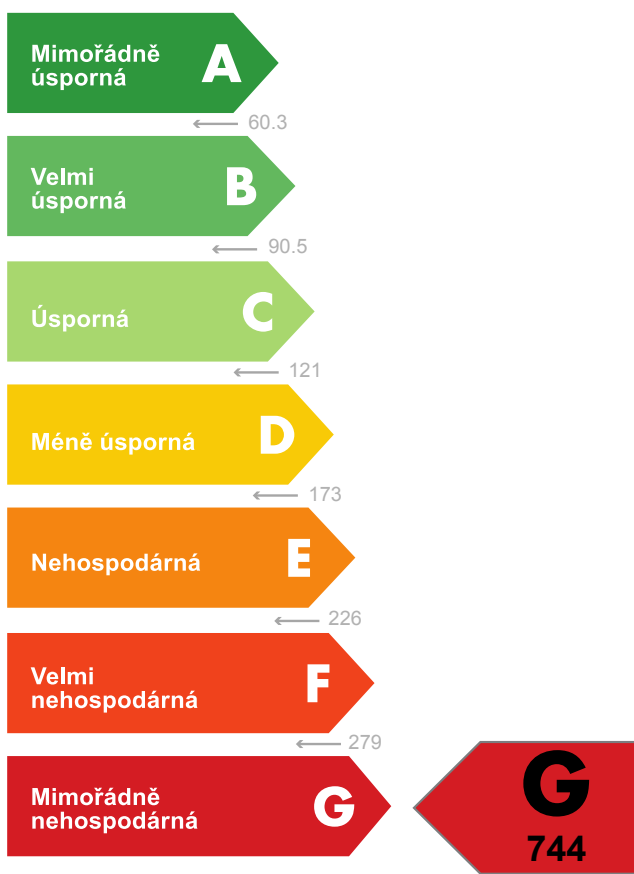 Mimořádně
úsporná
A
60.3
Velmi
úsporná
B
90.5
Úsporná
C
121
Méně úsporná
D
173
Nehospodárná
E
226
Velmi
nehospodárná
F
279
Mimořádně
nehospodárná
G
G
744